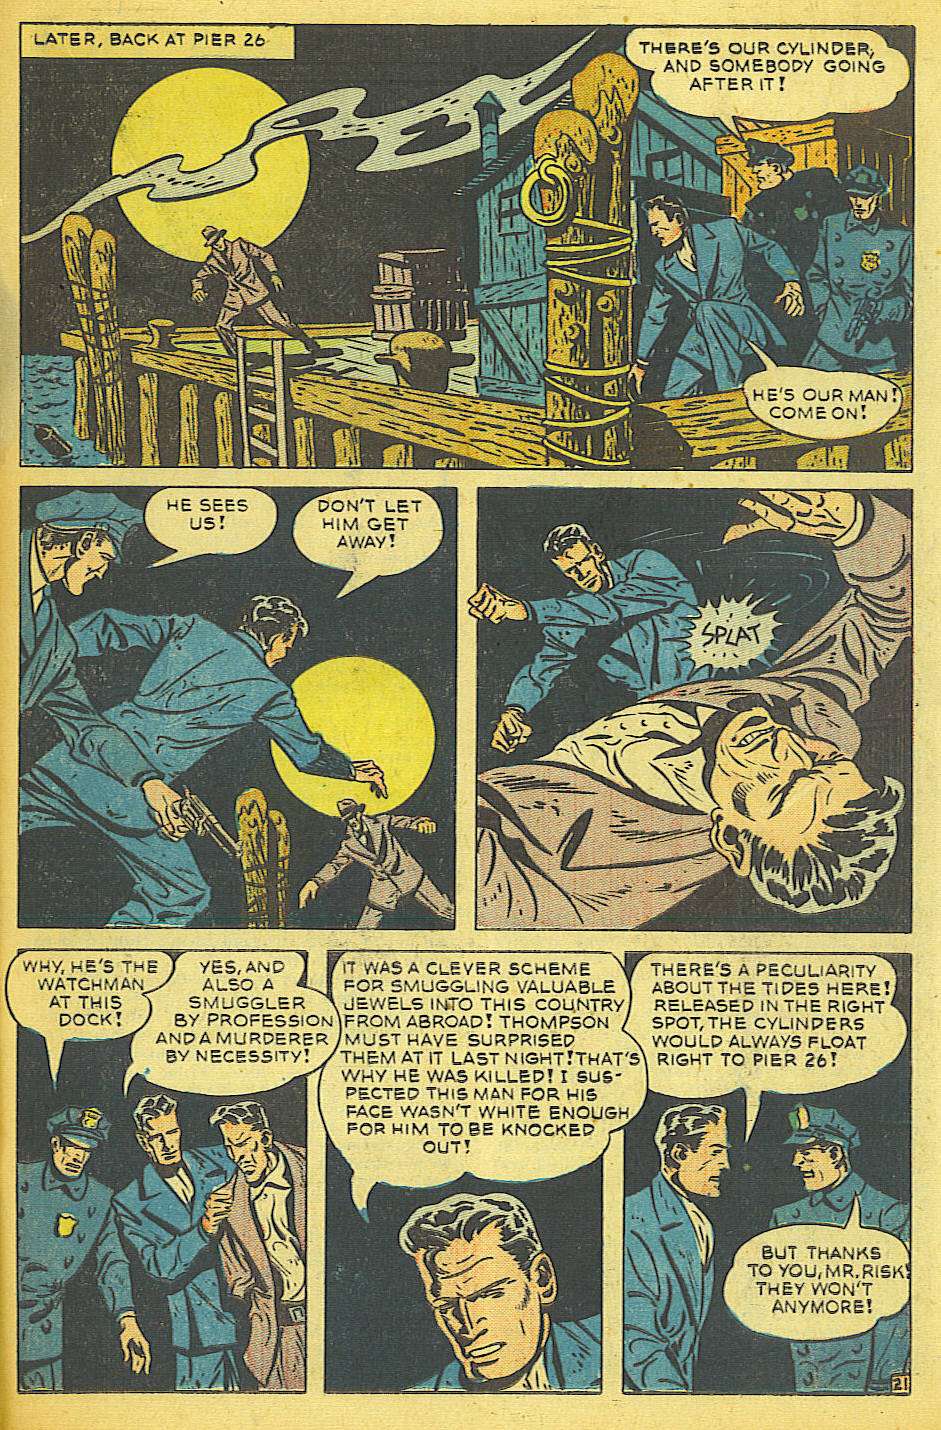 LATER, BACK AT PIER 26
THERE'S OUR CYLINDER,
AND SOMEBODY GOING
AFTER IT!
HE'S OUR MAN!
COME ON!
HE SEES
US!
DON'T LET
HIM GET
AWAY!
SPLAT
WHY, HE'S THE
WATCHMAN
AT THIS
DOCK!
YES, AND
ALSO A
SMUGGLER
BY PROFESSION
AND A MURDERER
BY NECESSITY!
IT WAS A CLEVER SCHEME
FOR SMUGGLING VALUABLE
JEWELS INTO THIS COUNTRY
FROM ABROAD! THOMPSON
MUST HAVE SURPRISED
THEM AT IT LAST NIGHT! THAT'S
WHY HE WAS KILLED! I SUS-
PECTED THIS MAN FOR HIS
FACE WASN'T WHITE ENOUGH
FOR HIM TO BE KNOCKED
OUT!
THERE'S A PECULIARITY
ABOUT THE TIDES HERE!
RELEASED IN THE RIGHT
SPOT, THE CYLINDERS
WOULD ALWAYS FLOAT
RIGHT TO PIER 26!
BUT THANKS
TO YOU, MR. RISK!
THEY WON'T
ANYMORE!
21